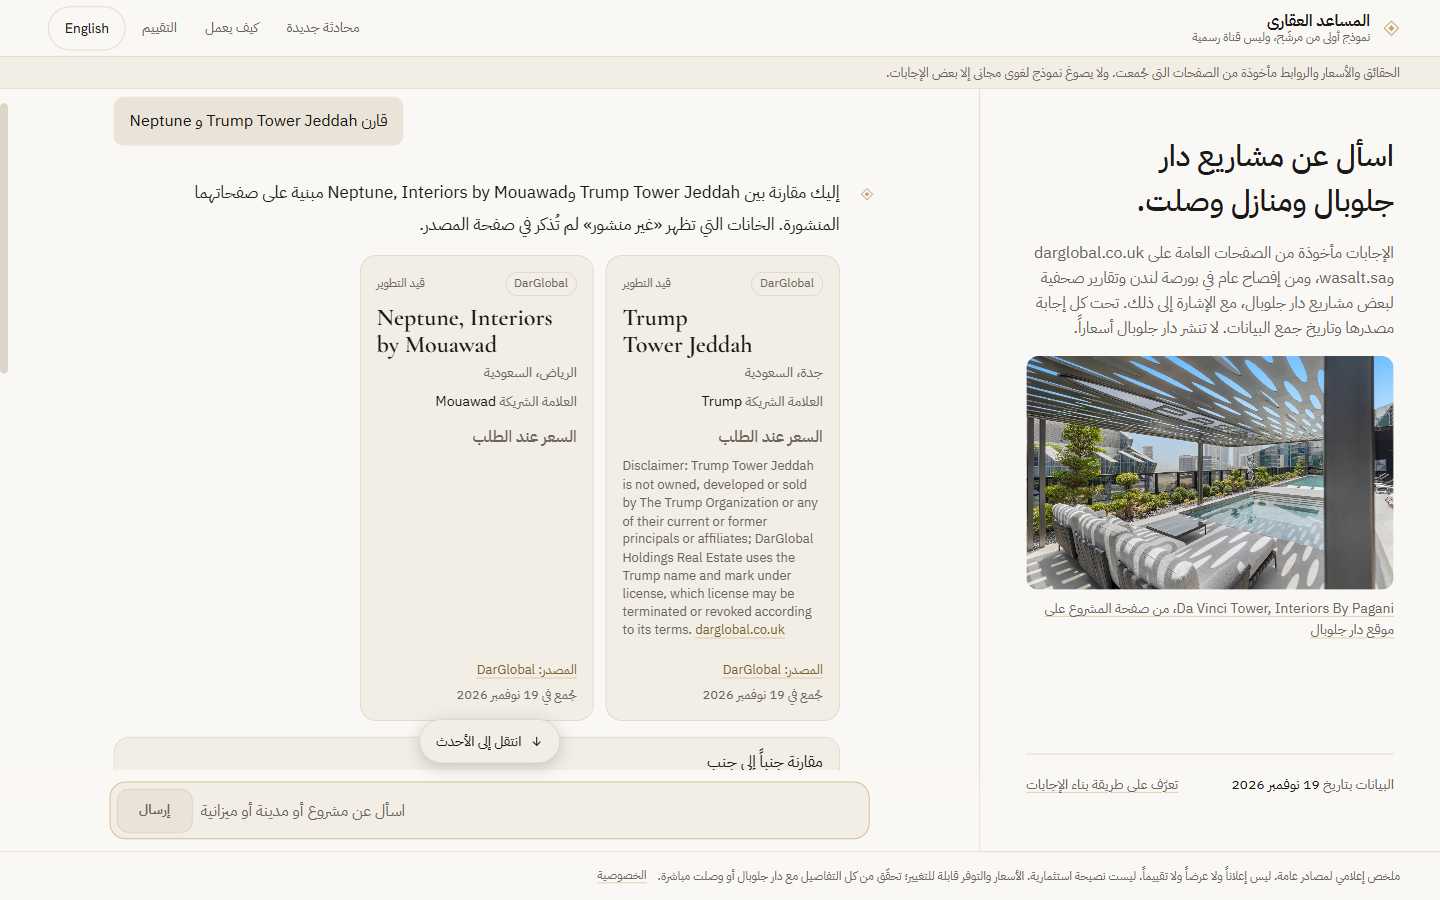 المساعد العقاري
نموذج أولي من مرشّح، وليس قناة رسمية
محادثة جديدة
كيف يعمل
التقييم
English
الحقائق والأسعار والروابط مأخوذة من الصفحات التي جُمعت. ولا يصوغ نموذج لغوي مجاني إلا بعض الإجابات.
اسأل عن مشاريع دار
جلوبال ومنازل وصلت.
الإجابات مأخوذة من الصفحات العامة على darglobal.co.uk
وwasalt.sa، ومن إفصاح عام في بورصة لندن وتقارير صحفية
لبعض مشاريع دار جلوبال، مع الإشارة إلى ذلك. تحت كل إجابة
مصدرها وتاريخ جمع البيانات. لا تنشر دار جلوبال أسعاراً.
Da Vinci Tower, Interiors By Pagani، من صفحة المشروع على
موقع دار جلوبال
البيانات بتاريخ 19 نوفمبر 2026
تعرّف على طريقة بناء الإجابات
قارن Trump Tower Jeddah و Neptune
إليك مقارنة بين Trump Tower Jeddah وNeptune, Interiors by Mouawad مبنية على صفحاتهما
المنشورة. الخانات التي تظهر «غير منشور» لم تُذكر في صفحة المصدر.
DarGlobal
قيد التطوير
Trump
Tower Jeddah
جدة، السعودية
العلامة الشريكة Trump
السعر عند الطلب
Disclaimer: Trump Tower Jeddah
is not owned, developed or sold
by The Trump Organization or any
of their current or former
principals or affiliates; DarGlobal
Holdings Real Estate uses the
Trump name and mark under
license, which license may be
terminated or revoked according
to its terms. darglobal.co.uk
المصدر: DarGlobal
جُمع في 19 نوفمبر 2026
DarGlobal
قيد التطوير
Neptune, Interiors
by Mouawad
الرياض، السعودية
العلامة الشريكة Mouawad
السعر عند الطلب
المصدر: DarGlobal
جُمع في 19 نوفمبر 2026
انتقل إلى الأحدث ↓
مقارنة جنباً إلى جنب
اسأل عن مشروع أو مدينة أو ميزانية
إرسال
ملخص إعلامي لمصادر عامة. ليس إعلاناً ولا عرضاً ولا تقييماً. ليست نصيحة استثمارية. الأسعار والتوفر قابلة للتغيير؛ تحقّق من كل التفاصيل مع دار جلوبال أو وصلت مباشرة.
الخصوصية